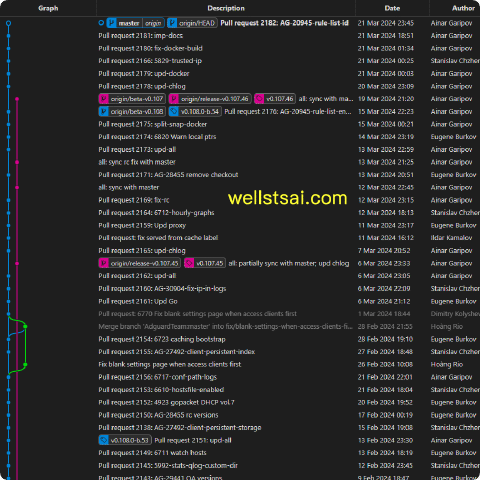 Graph Description Date Author
master origin origin/HEAD Pull request 2182: AG-20945-rule-list-id 21 Mar 2024 23:45 Ainar Garipov
Pull request 2181: imp-docs 21 Mar 2024 18:51 Ainar Garipov
Pull request 2180: fix-docker-build 21 Mar 2024 01:34 Ainar Garipov
Pull request 2166: 5829-trusted-ip 21 Mar 2024 00:25 Stanislav Chzhen
Pull request 2179: upd-docker 21 Mar 2024 00:03 Ainar Garipov
Pull request 2178: upd-chlog 20 Mar 2024 23:09 Ainar Garipov
origin/beta-v0.107 origin/release-v0.107.46 v0.107.46 all: sync with ma... 19 Mar 2024 21:20 Ainar Garipov
origin/beta-v0.108 v0.108.0-b.54 Pull request 2176: AG-20945-rule-list-en... 15 Mar 2024 22:23 Ainar Garipov
Pull request 2175: split-snap-docker 15 Mar 2024 00:21 Ainar Garipov
Pull request 2174: 6820 Warn local ptrs 14 Mar 2024 23:19 Eugene Burkov
Pull request 2173: upd-all 13 Mar 2024 22:59 Ainar Garipov
all: sync ≥ fix with master 13 Mar 2024 21:25 Ainar Garipov
Pull request 2171: AG-28455 remove checkout 13 Mar 2024 20:51 Eugene Burkov
all: sync with master 12 Mar 2024 22:45 Ainar Garipov
Pull request 2169: fix-rc 12 Mar 2024 23:15 Ainar Garipov
wellstsai.com
Pull request 2164: 6712-hourly-graphs 12 Mar 2024 18:13 Stanislav Chzhen
Pull request 2159: Upd proxy 11 Mar 2024 23:17 Eugene Burkov
Pull request: fix served from cache label 11 Mar 2024 16:12 Ildar Kamalov
Pull request 2165: upd-chlog 7 Mar 2024 20:52 Ainar Garipov
origin/release-v0.107.45 v0.107.45 all: partially sync with master; upd chlog 6 Mar 2024 23:33 Ainar Garipov
Pull request 2162: upd-all 6 Mar 2024 23:05 Ainar Garipov
Pull request 2160: AG-30904-fix-ip-in-logs 6 Mar 2024 22:09 Stanislav Chzhen
Pull request 2161: Upd Go 6 Mar 2024 21:12 Eugene Burkov
Pull request: 6770 Fix blank settings page when access clients first 1 Mar 2024 18:44 Dimitry Kolyshev
Merge branch 'AdguardTeam:master' into fix/blank-settings-when-access-clients-fi... 28 Feb 2024 21:55 Hoàng Rio
Pull request 2154: 6723 caching bootstrap 28 Feb 2024 19:10 Eugene Burkov
Pull request 2155: AG-27492-client-persistent-index 27 Feb 2024 18:48 Stanislav Chzhen
Fix blank settings page when access clients first 26 Feb 2024 10:08 Hoàng Rio
Pull request 2156: 6717-conf-path-logs 21 Feb 2024 22:01 Ainar Garipov
Pull request 2153: 6610 hostsfile-enabled 21 Feb 2024 18:04 Stanislav Chzhen
Pull request 2152: 4923 gopacket DHCP vol.7 20 Feb 2024 19:52 Eugene Burkov
Pull request 2150: AG-28455 rc versions 17 Feb 2024 00:19 Eugene Burkov
Pull request 2138: AG-27492-client-persistent-storage 15 Feb 2024 19:08 Stanislav Chzhen
v0.108.0-b.53 Pull request 2151: upd-all 13 Feb 2024 23:30 Ainar Garipov
Pull request 2149: 6711 watch hosts 13 Feb 2024 18:19 Eugene Burkov
Pull request 2145: 5992-stats-qlog-custom-dir 12 Feb 2024 23:45 Stanislav Chzhen
Pull request 2143: AG-29441 QA versions 9 Feb 2024 18:47 Eugene Burkov